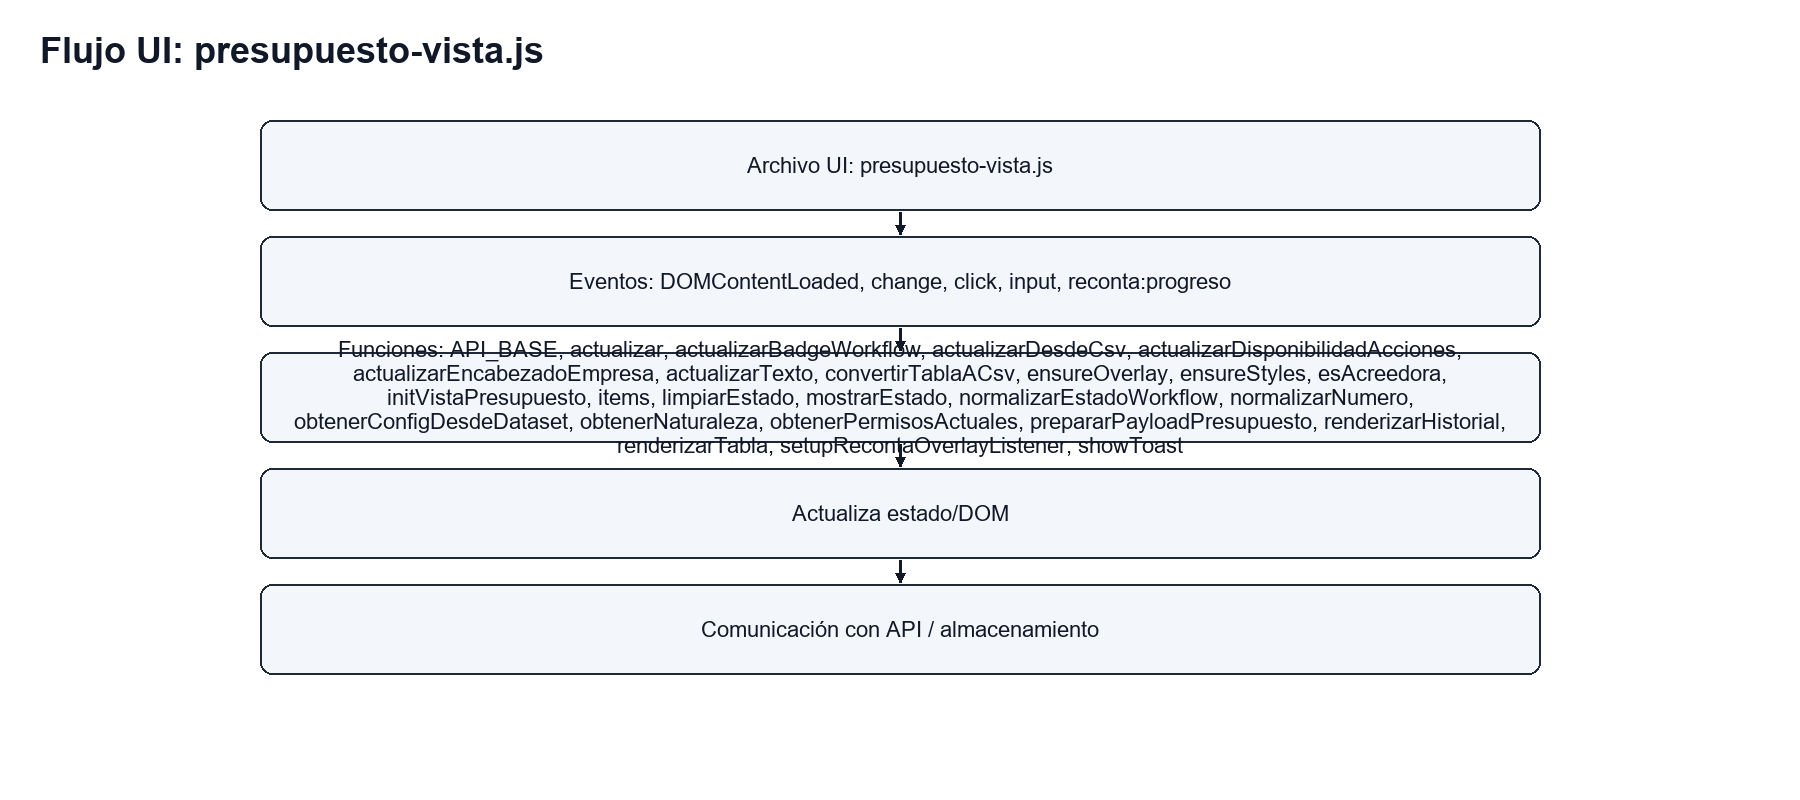 Flujo UI: presupuesto-vista.js
Archivo UI: presupuesto-vista.js
Eventos: DOMContentLoaded, change, click, input, reconta:progreso
Funciones: API_BASE, actualizar, actualizarBadgeWorkflow, actualizarDesdeCsv, actualizarDisponibilidadAcciones,
actualizarEncabezadoEmpresa, actualizarTexto, convertirTablaACsv, ensureOverlay, ensureStyles, esAcreedora,
initVistaPresupuesto, items, limpiarEstado, mostrarEstado, normalizarEstadoWorkflow, normalizarNumero,
obtenerConfigDesdeDataset, obtenerNaturaleza, obtenerPermisosActuales, prepararPayloadPresupuesto, renderizarHistorial,
renderizarTabla, setupRecontaOverlayListener, showToast
Actualiza estado/DOM
Comunicación con API / almacenamiento